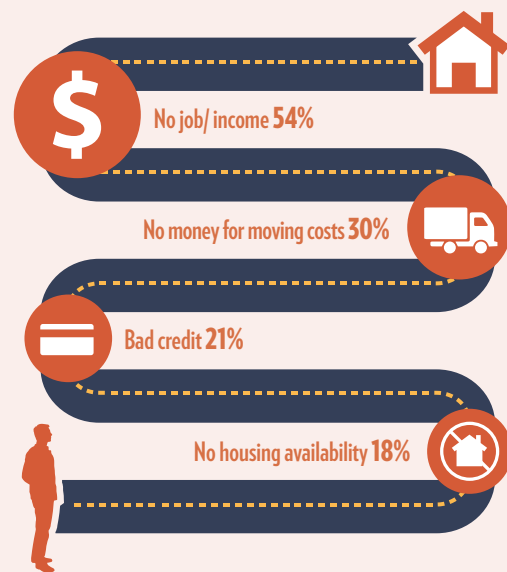 No job/ income 54%
No money for moving costs 30%
Bad credit 21%
No housing availability 18%